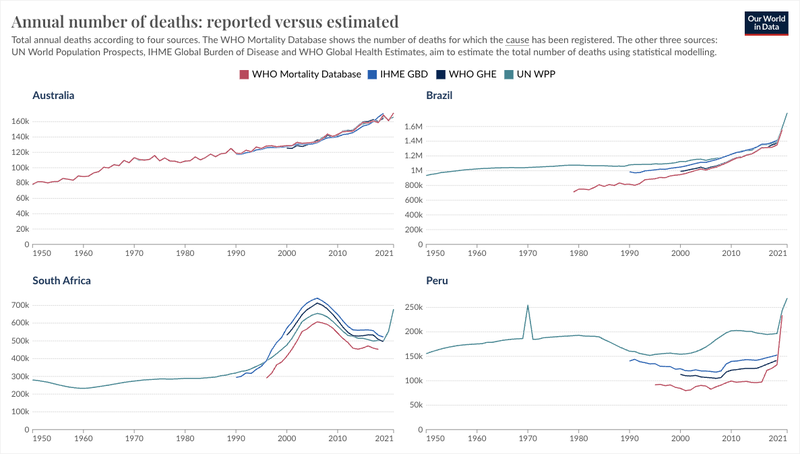 Annual number of deaths: reported versus estimated
Our World
in Data
Total annual deaths according to four sources. The WHO Mortality Database shows the number of deaths for which the cause has been registered. The other three sources:
UN World Population Prospects, IHME Global Burden of Disease and WHO Global Health Estimates, aim to estimate the total number of deaths using statistical modelling.
WHO Mortality Database IHME GBD WHO GHE UN WPP
Australia
160k
140k
120k
100k
80k
60k
40k
20k
0
1950 1960 1970 1980 1990 2000 2010 2021
Brazil
1.6M
1.4M
1.2M
1M
800k
600k
400k
200k
0
1950 1960 1970 1980 1990 2000 2010 2021
South Africa
700k
600k
500k
400k
300k
200k
100k
0
1950 1960 1970 1980 1990 2000 2010 2021
Peru
250k
200k
150k
100k
50k
0
1950 1960 1970 1980 1990 2000 2010 2021